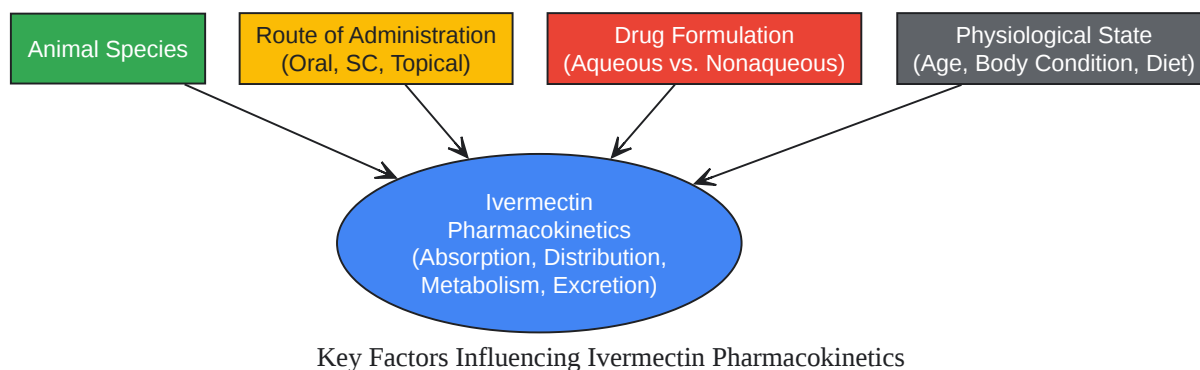 Animal Species
Route of Administration
(Oral, SC, Topical)
Drug Formulation
(Aqueous vs. Nonaqueous)
Physiological State
(Age, Body Condition, Diet)
Ivermectin
Pharmacokinetics
(Absorption, Distribution,
Metabolism, Excretion)
Key Factors Influencing Ivermectin Pharmacokinetics